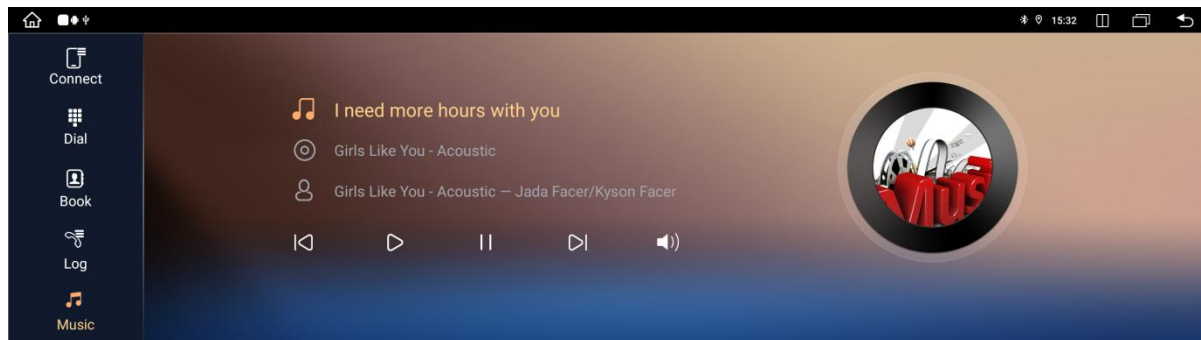 15:32
Connect
Dial
Book
Log
Music
I need more hours with you
Girls Like You - Acoustic
Girls Like You - Acoustic — Jada Facer/Kyson Facer
Mus